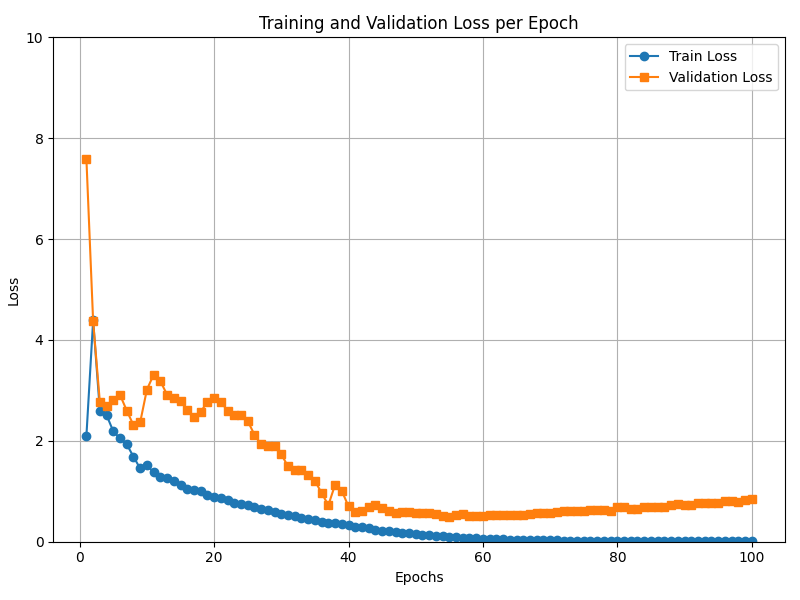 Training and Validation Loss per Epoch
10
8
6
4
2
0
Loss
Train Loss
Validation Loss
0 20 40 60 80 100
Epochs